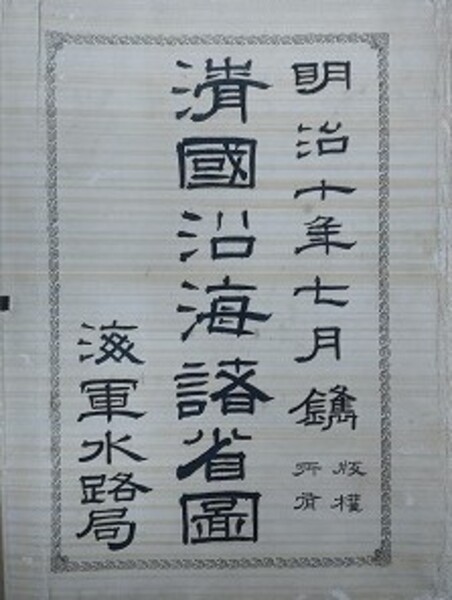 明治十年七月鐫
版權
所有
清國沿海諸省圖
海軍水路局